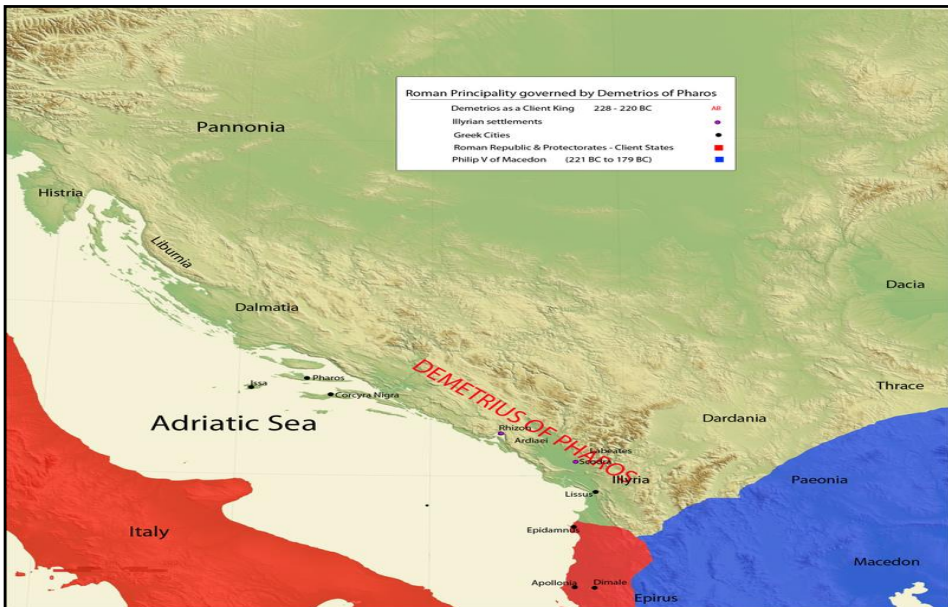 Roman Principality governed by Demetrios of Pharos
Demetrios as a Client King 228 - 220 BC AB
Illyrian settlements
Greek Cities
Roman Republic & Protectorates - Client States
Philip V of Macedon (221 BC to 179 BC)
Pannonia
Histria
Liburnia
Dalmatia
Dacia
Thrace
Issa
Pharos
Corcyra Nigra
Adriatic Sea
DEMETRIUS OF PHAROS
Dardania
Rhizon
Ardiaei
Labeates
Scodra
Illyria
Paeonia
Lissus
Italy
Epidamnus
Macedon
Apollonia
Dimale
Epirus